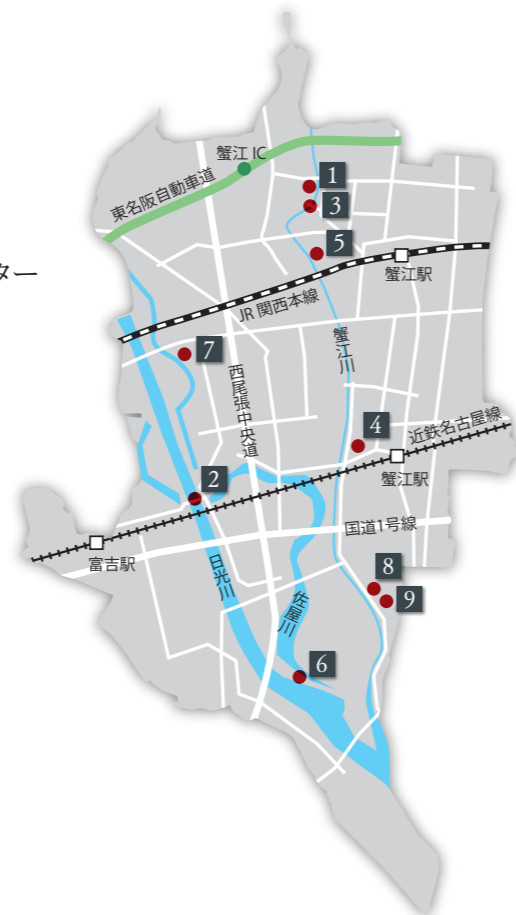 蟹江 IC
東名阪自動車道
1
3
5
ター
蟹江駅
JR 関西本線
蟹江川
7
西尾張中央道
4
近鉄名古屋線
蟹江駅
2
国道1号線
富吉駅
日光川
8
佐屋川
9
6